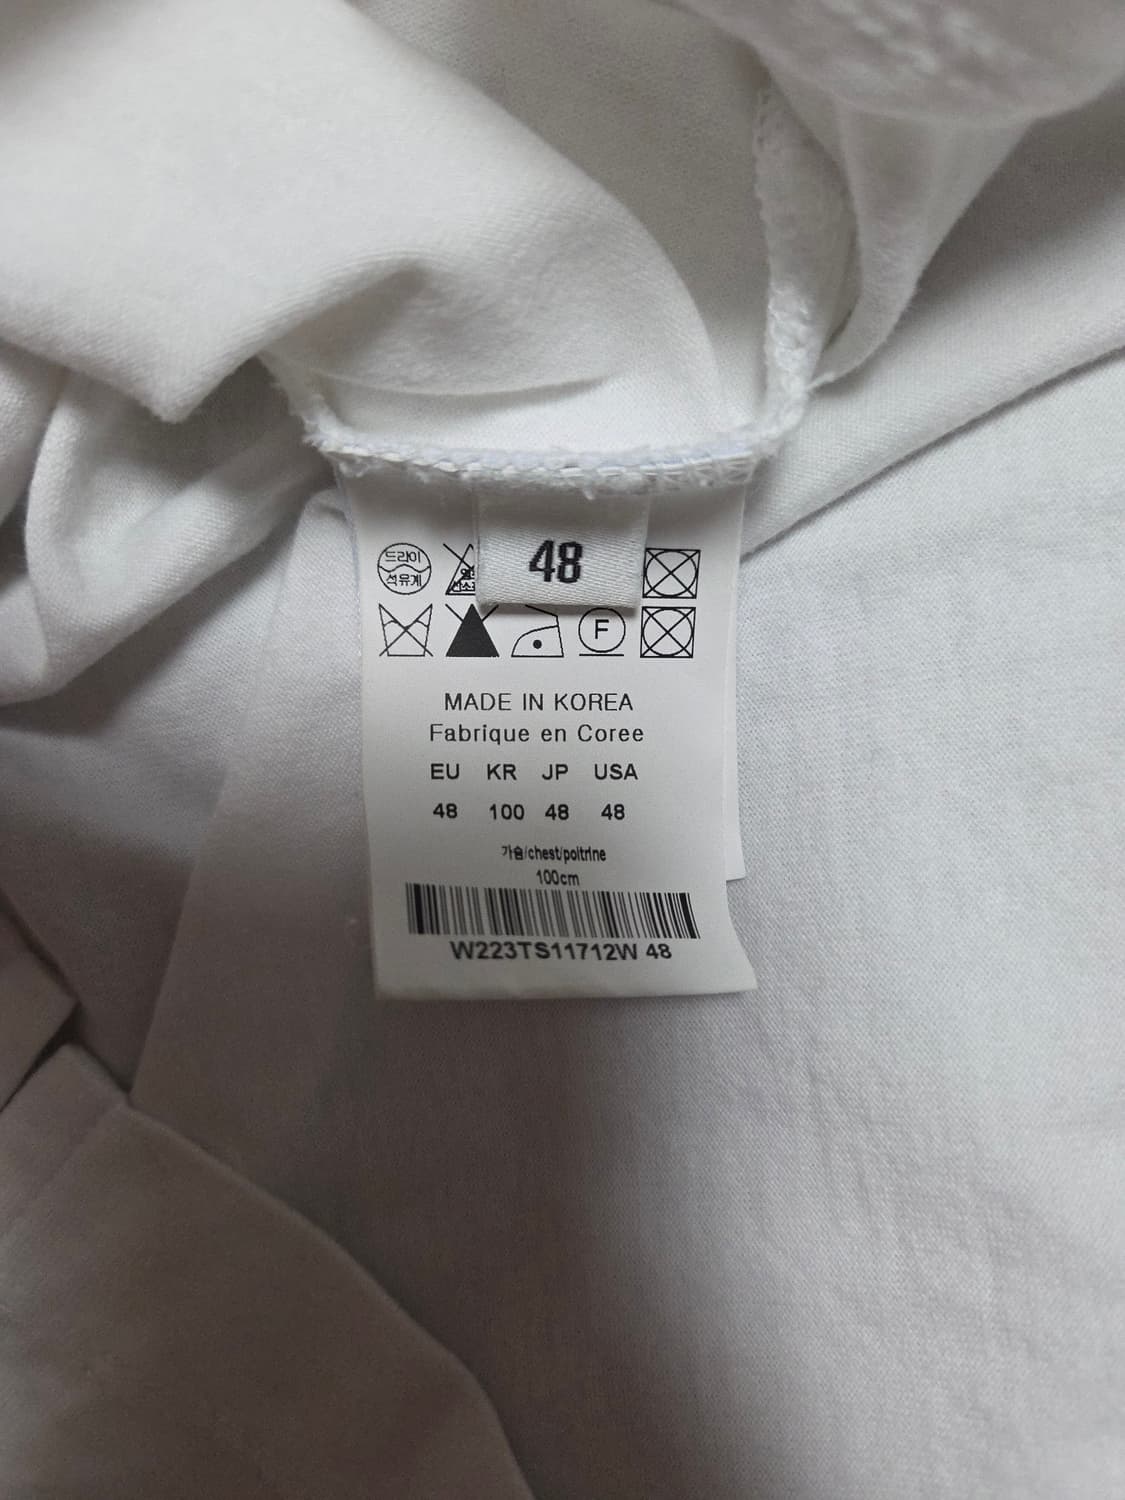 48
드라이
석유계
F
MADE IN KOREA
Fabrique en Coree
EU KR JP USA
48 100 48 48
가슴/chest/poitrine
100cm
W223TS11712W 48